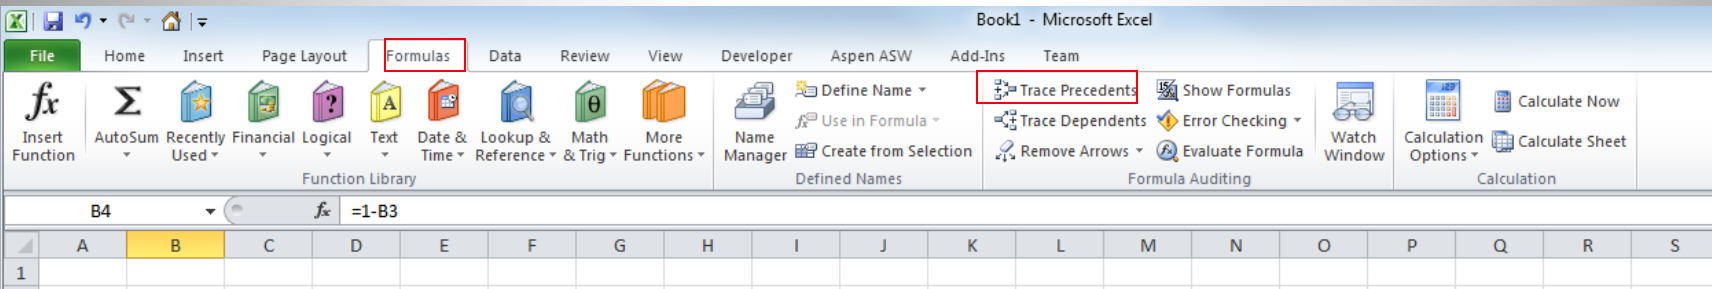 Book1 - Microsoft Excel
File Home Insert Page Layout Formulas Data Review View Developer Aspen ASW Add-Ins Team
fx Insert Function
Σ AutoSum
Recently Used
Financial
Logical
Text
Date & Time
Lookup & Reference
Math & Trig
More Functions
Function Library
Name Manager
Define Name
Use in Formula
Create from Selection
Defined Names
Trace Precedents
Trace Dependents
Remove Arrows
Show Formulas
Error Checking
Evaluate Formula
Watch Window
Formula Auditing
Calculation Options
Calculate Now
Calculate Sheet
Calculation
B4 fx =1-B3
A B C D E F G H I J K L M N O P Q R S
1